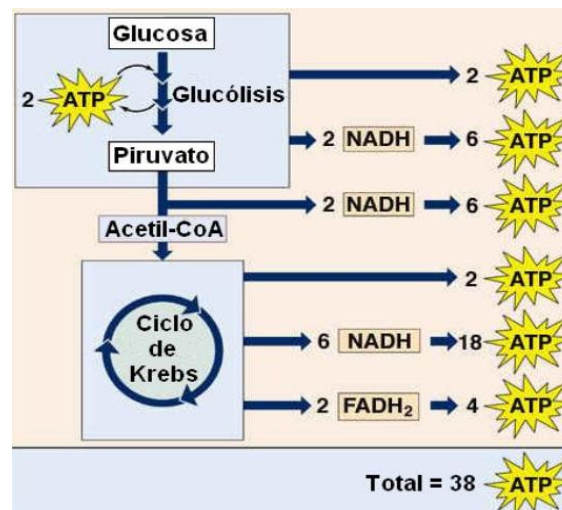 Glucosa
2 ATP
Glucólisis
2 ATP
Piruvato
2 NADH 6 ATP
2 NADH 6 ATP
Acetil-CoA
2 ATP
Ciclo
de
Krebs
6 NADH 18 ATP
2 FADH₂ 4 ATP
Total = 38 ATP